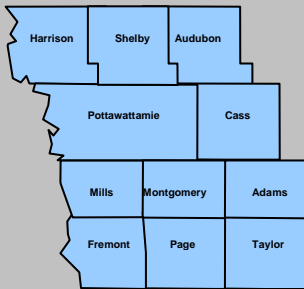 Harrison
Shelby
Audubon
Pottawattamie
Cass
Mills
Montgomery
Adams
Fremont
Page
Taylor